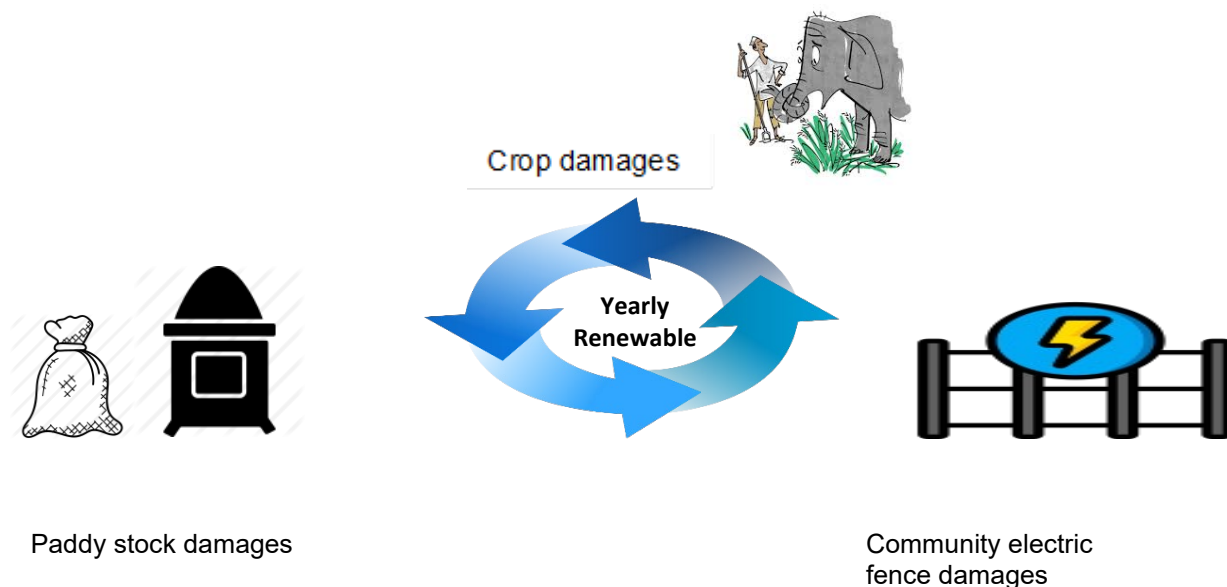 Crop damages
Yearly
Renewable
Paddy stock damages
Community electric
fence damages